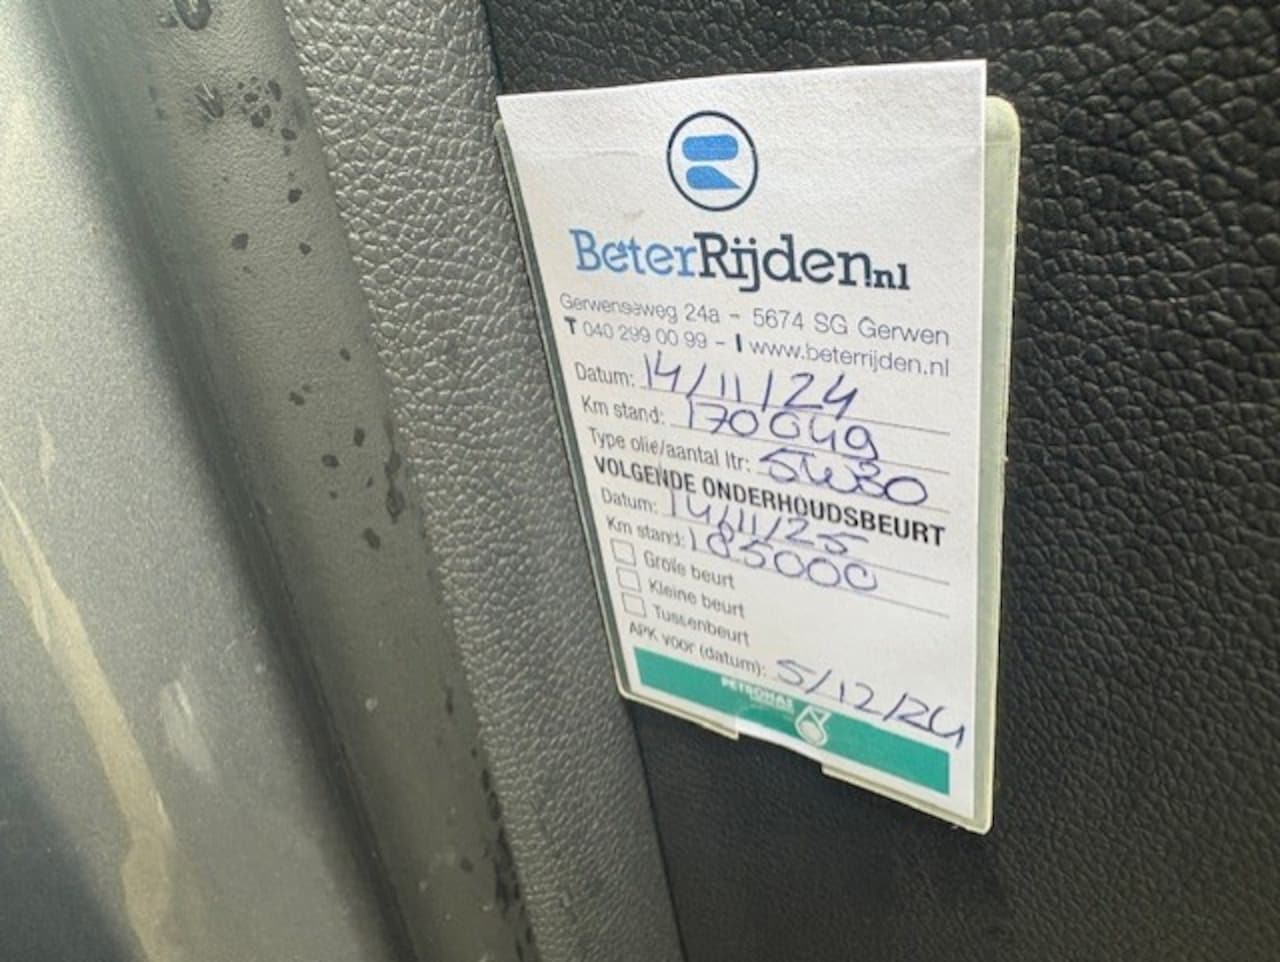 BeterRijden.nl
Gerwenseweg 24a - 5674 SG Gerwen
T 040 299 00 99 - I www.beterrijden.nl
Datum: 14/11/24
Km stand: 170049
Type olie/aantal ltr: 5W30
VOLGENDE ONDERHOUDSBEURT
Datum: 14/11/25
Km stand: 185000
Grote beurt
Kleine beurt
Tussenbeurt
APK voor (datum): 5/12/24
PETRONAS